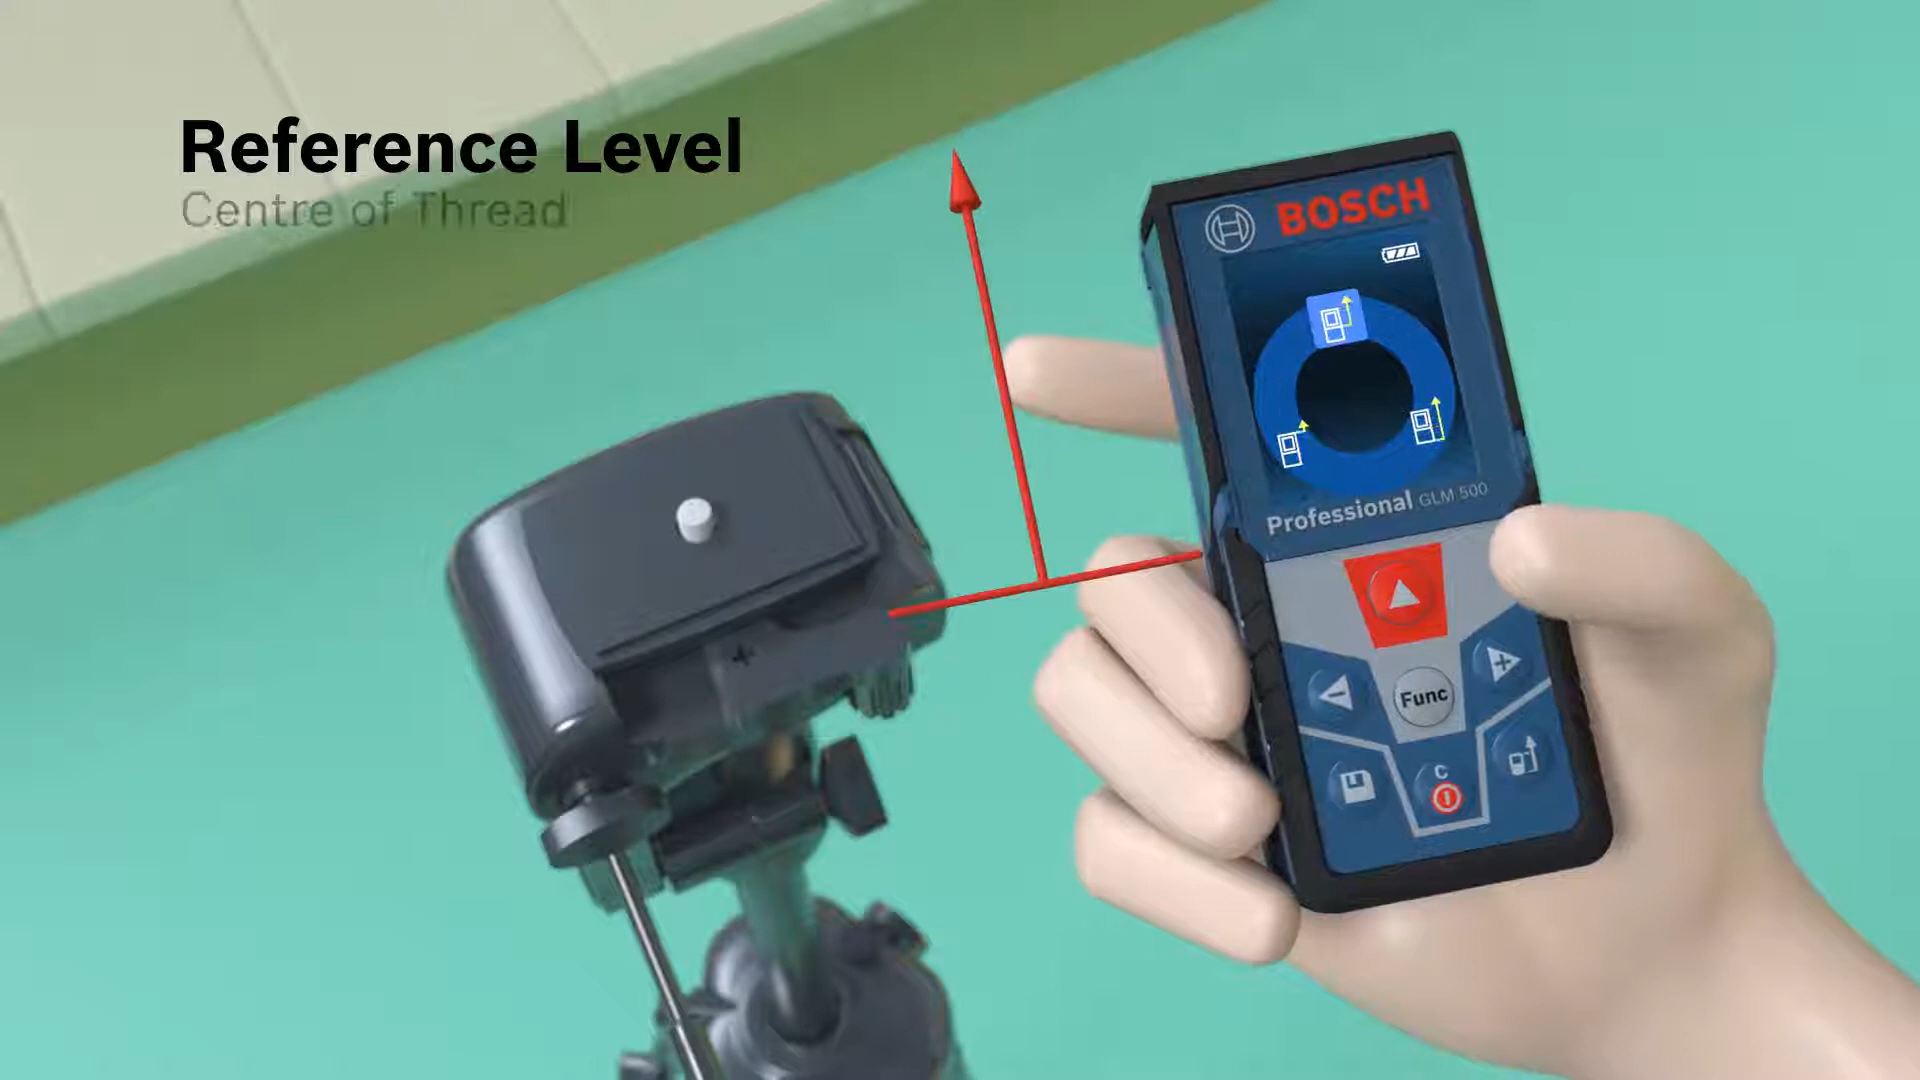 Reference Level
Centre of Thread
BOSCH
Professional GLM 500
Func
C